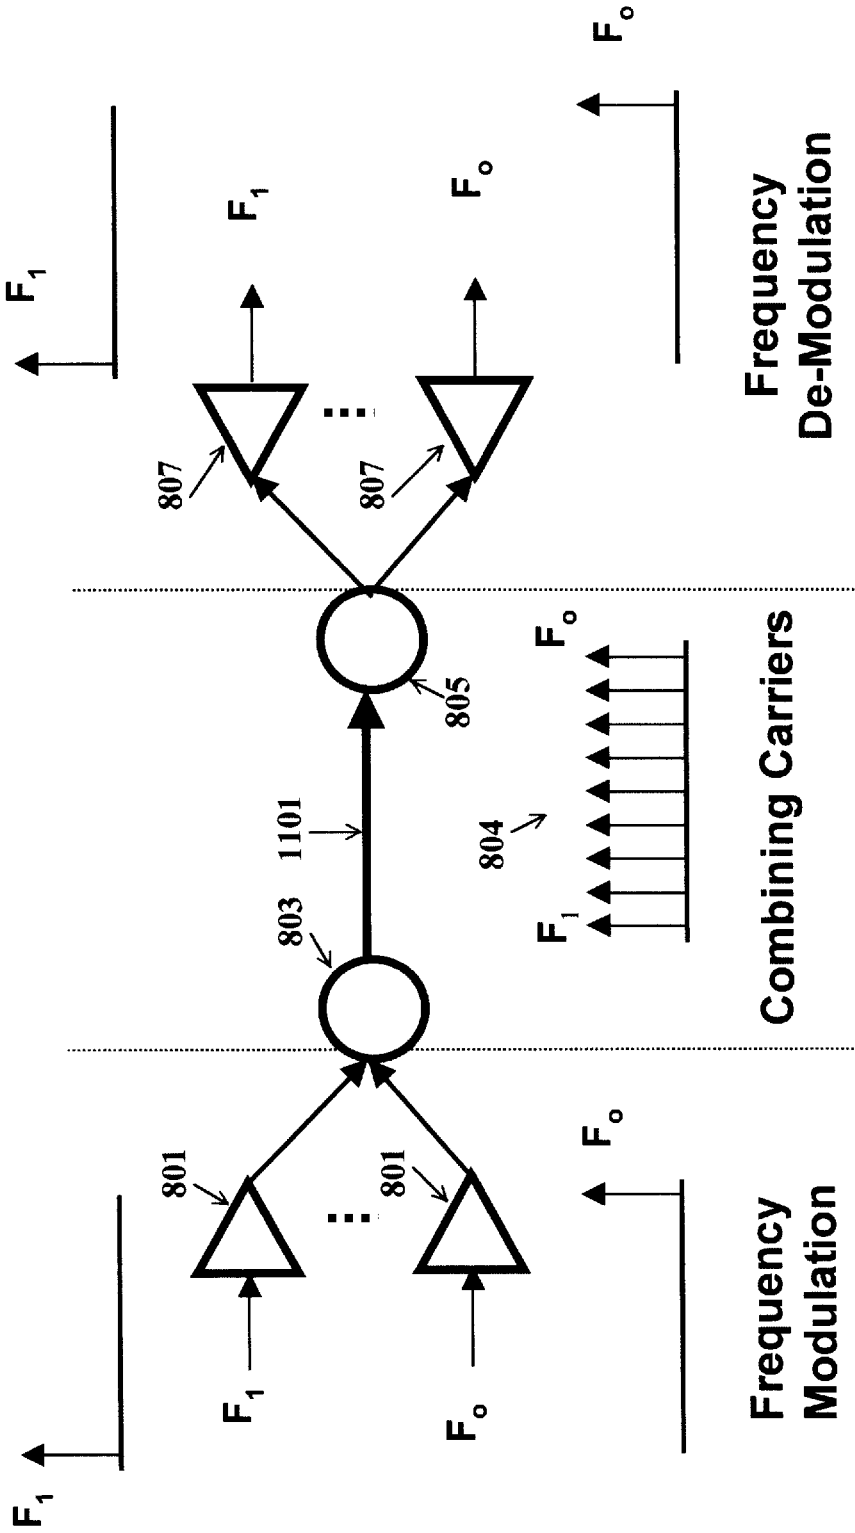 F1
F1
801
807
F1
F1
803
1101
801
807
805
Fo
Fo
804
F1
Fo
Fo
Fo
Frequency
Modulation
Combining Carriers
Frequency
De-Modulation